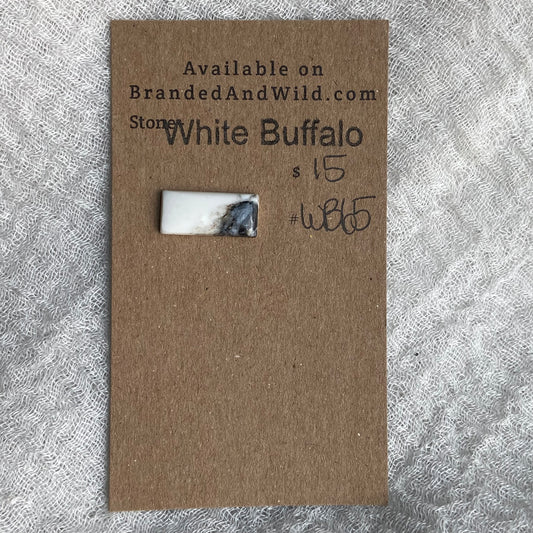 Available on
BrandedAndWild.com
Stone: White Buffalo
$ 15
#WB65